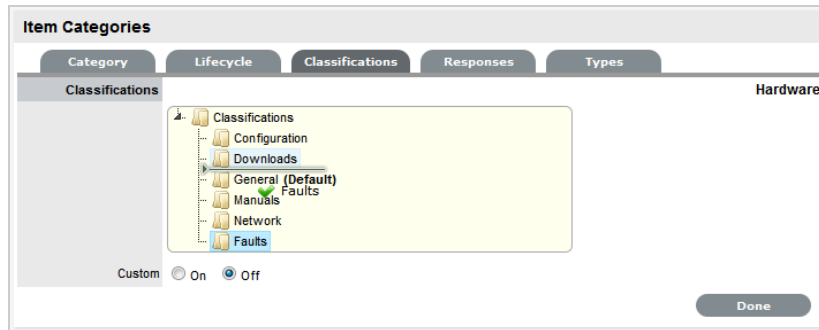 Item Categories
Category Lifecycle Classifications Responses Types
Classifications Hardware
Classifications
Configuration
Downloads
General (Default)
Faults
Manuals
Network
Faults
Custom On Off
Done